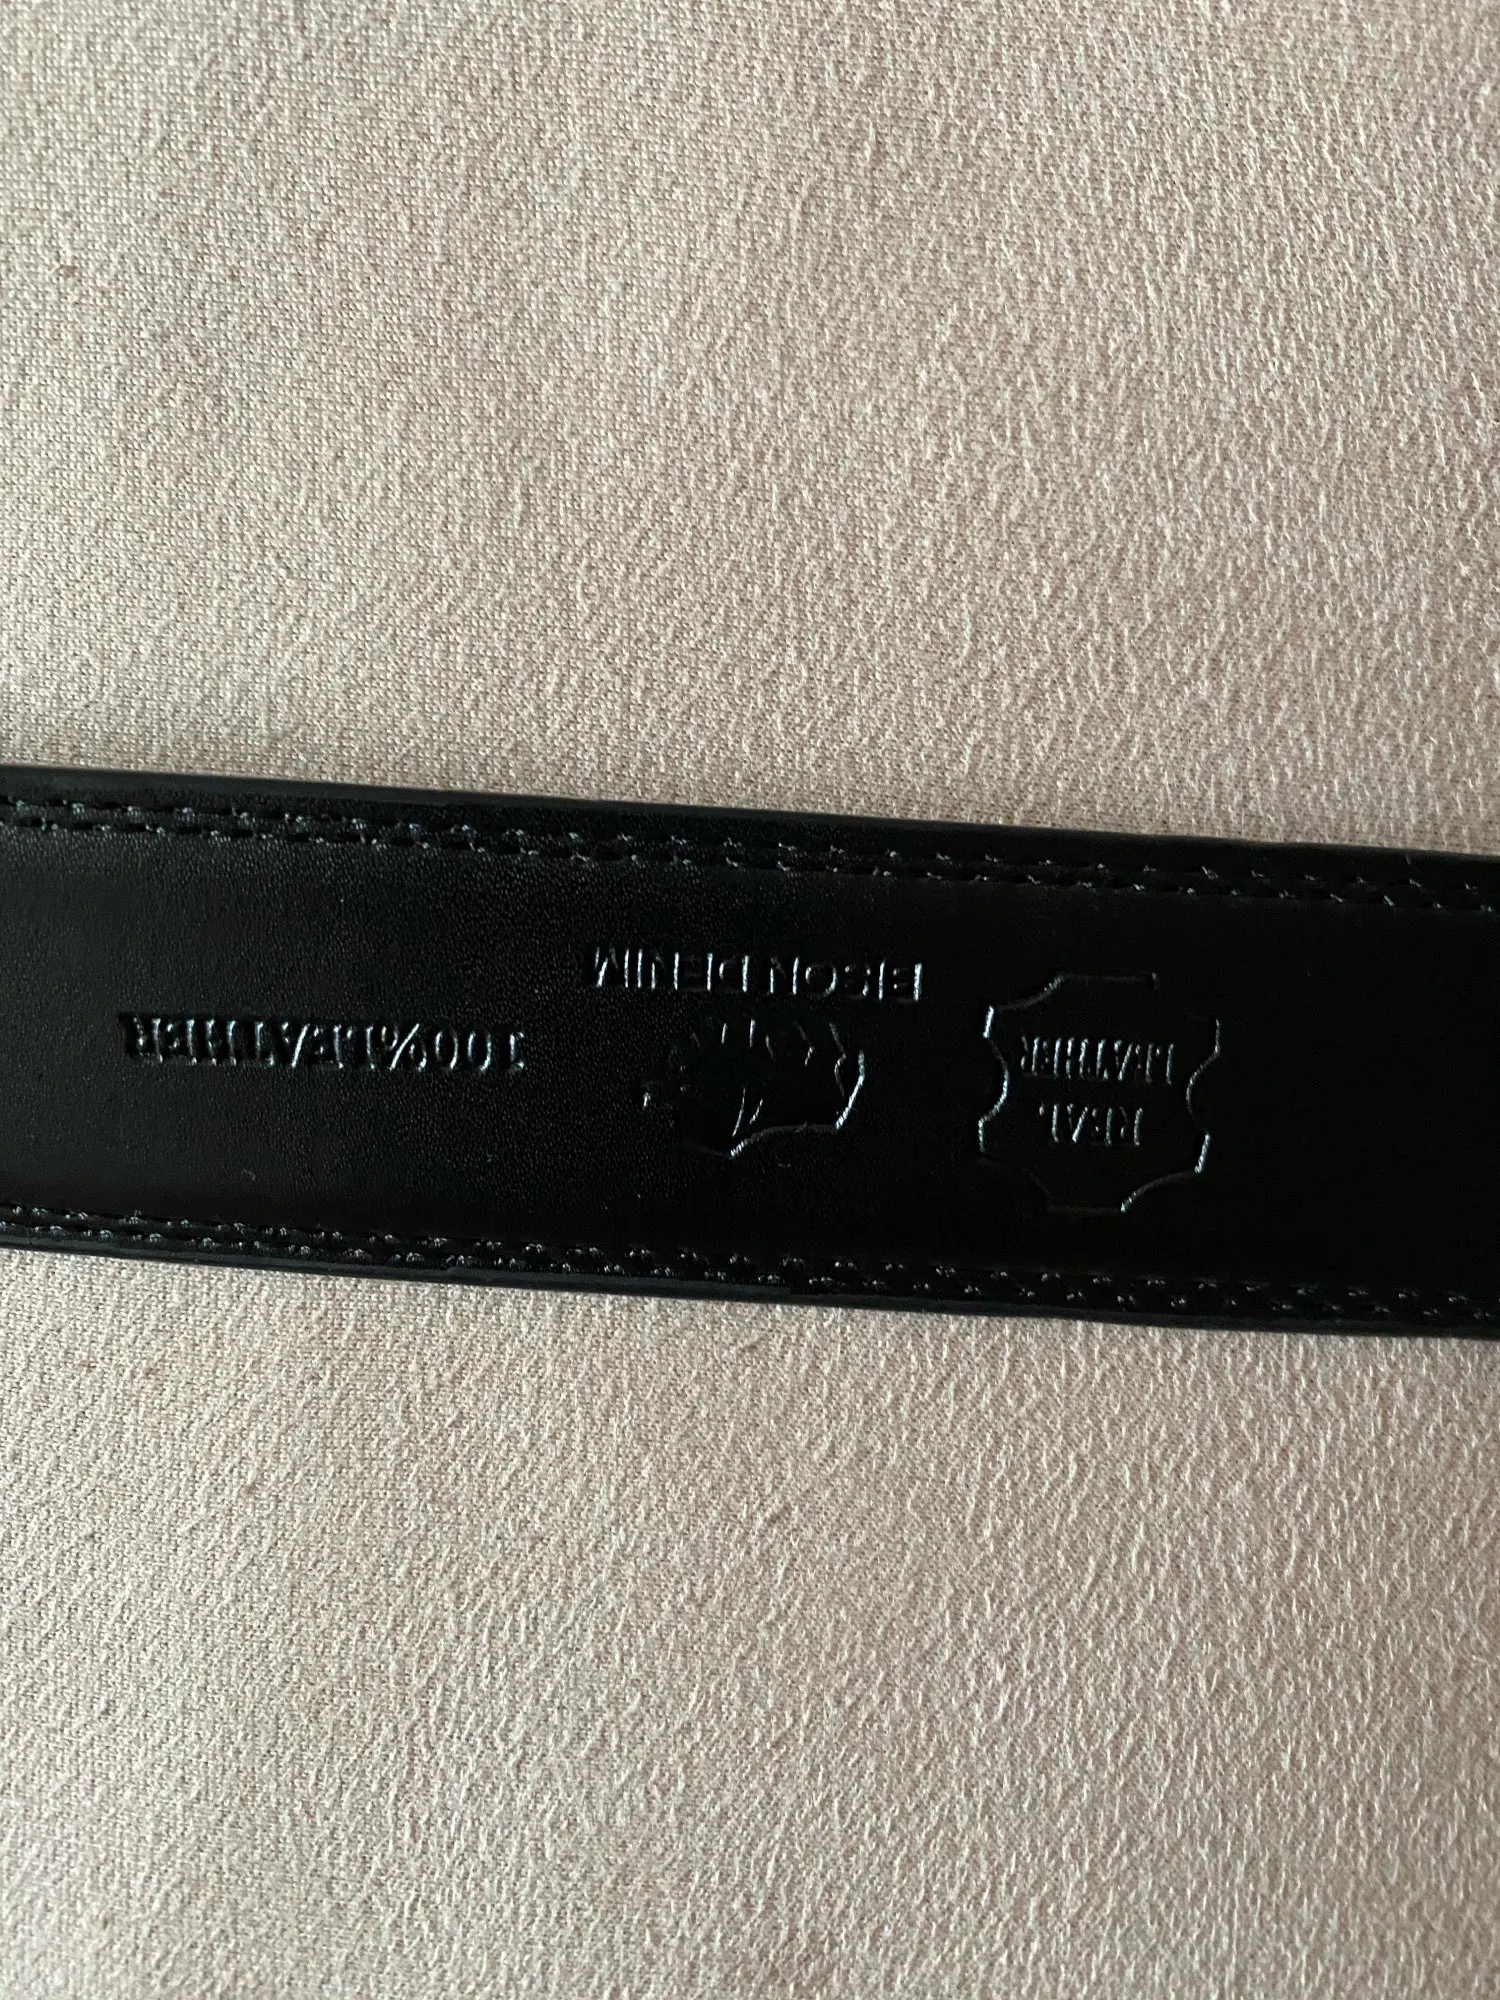 REAL
LEATHER
BISON DENIM
100%LEATHER